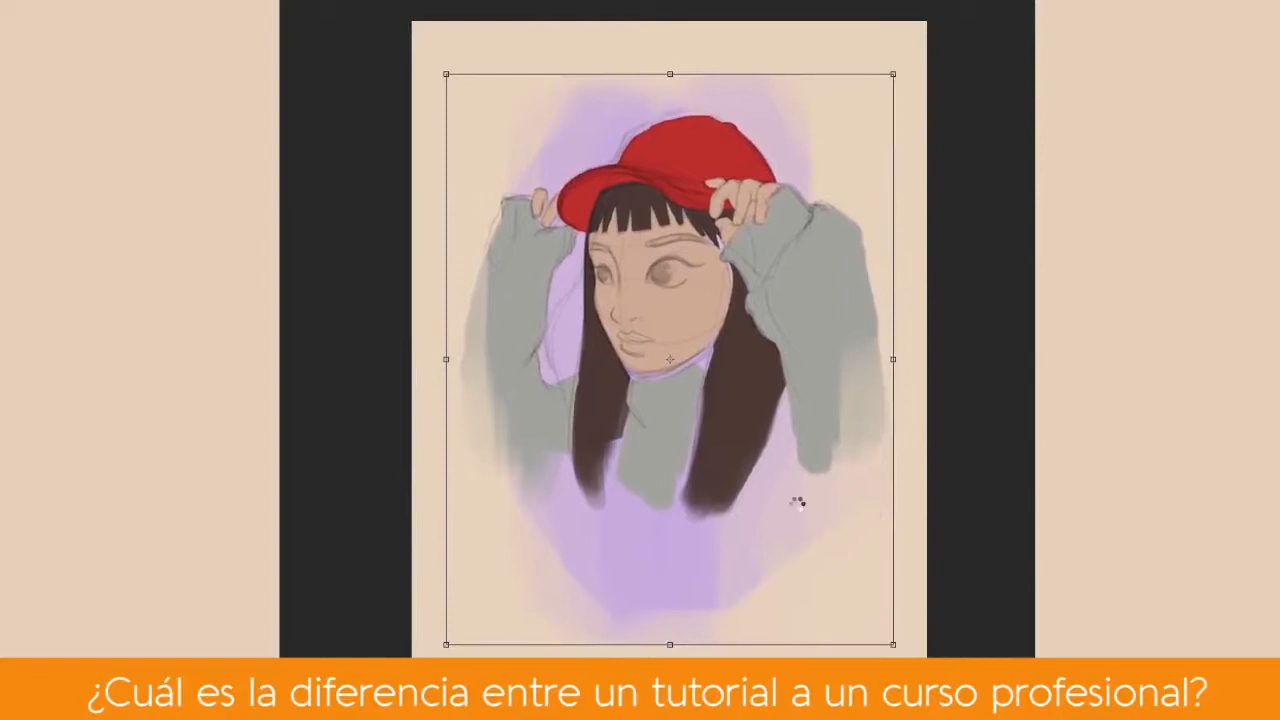 ¿Cuál es la diferencia entre un tutorial a un curso profesional?